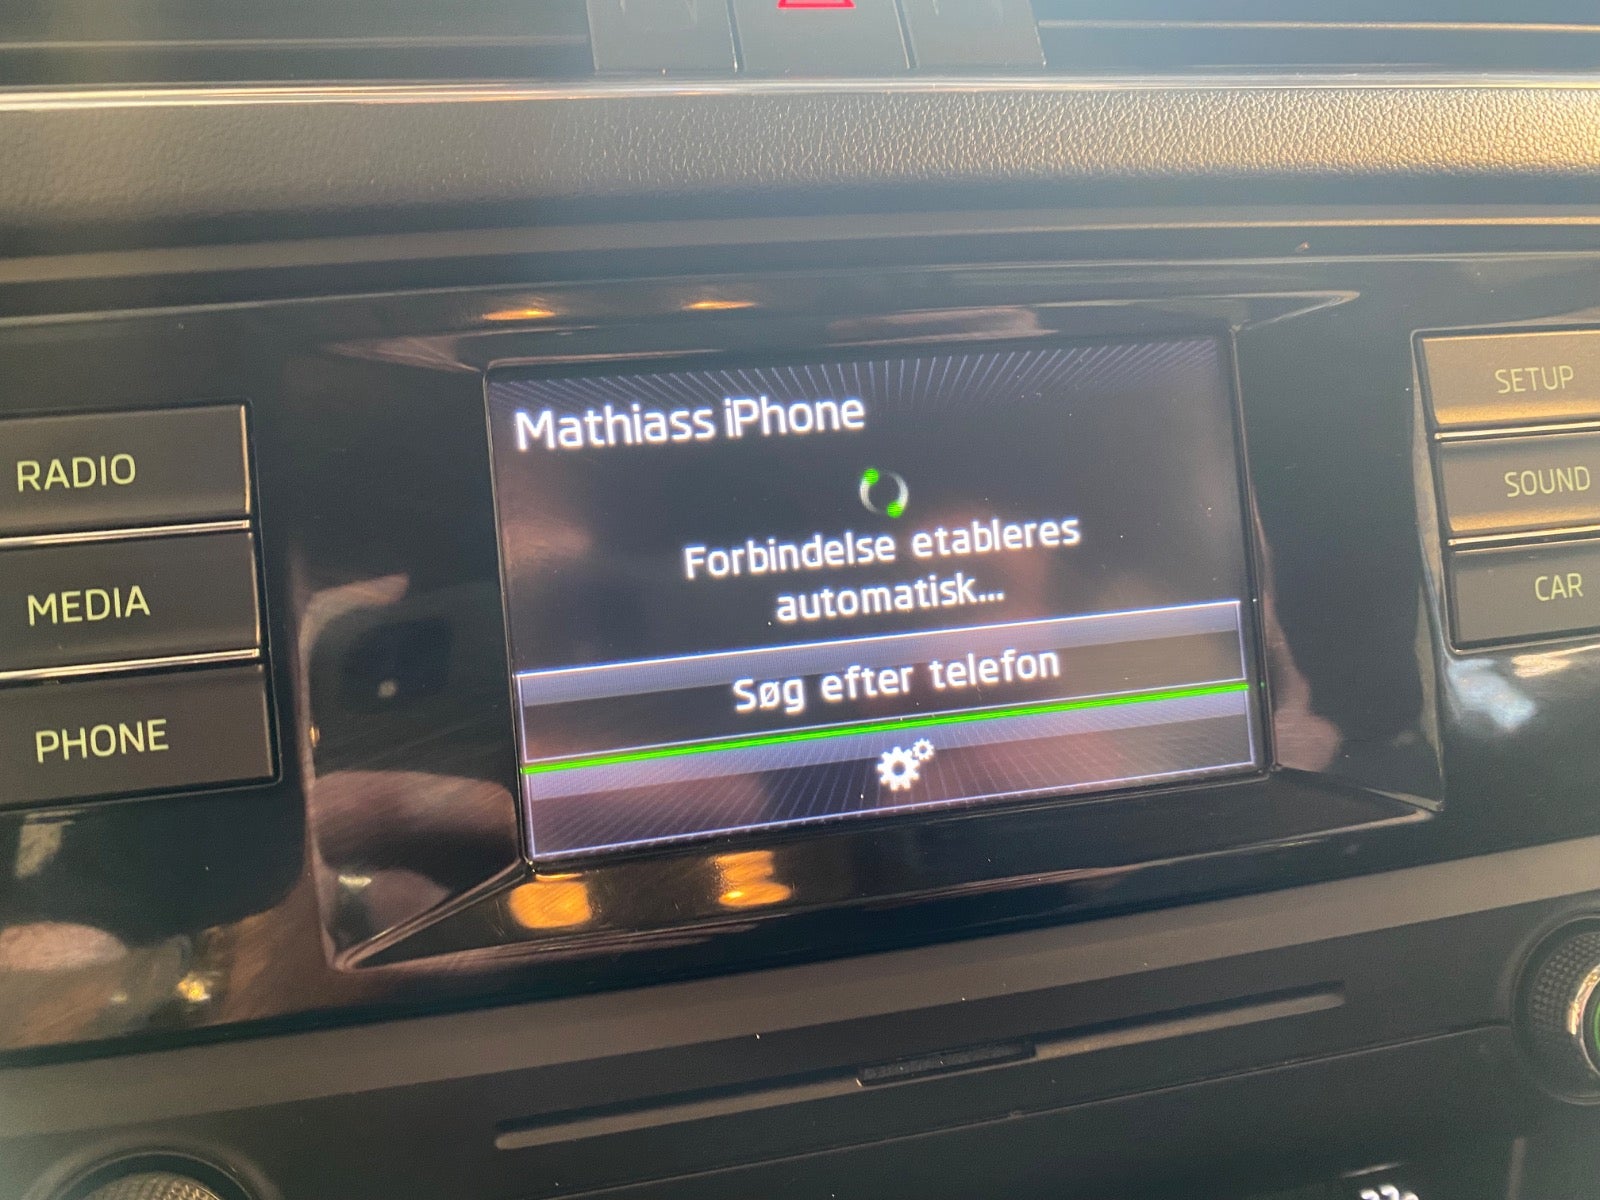 Mathiass iPhone
Forbindelse etableres
automatisk...
Søg efter telefon
RADIO
MEDIA
PHONE
SETUP
SOUND
CAR